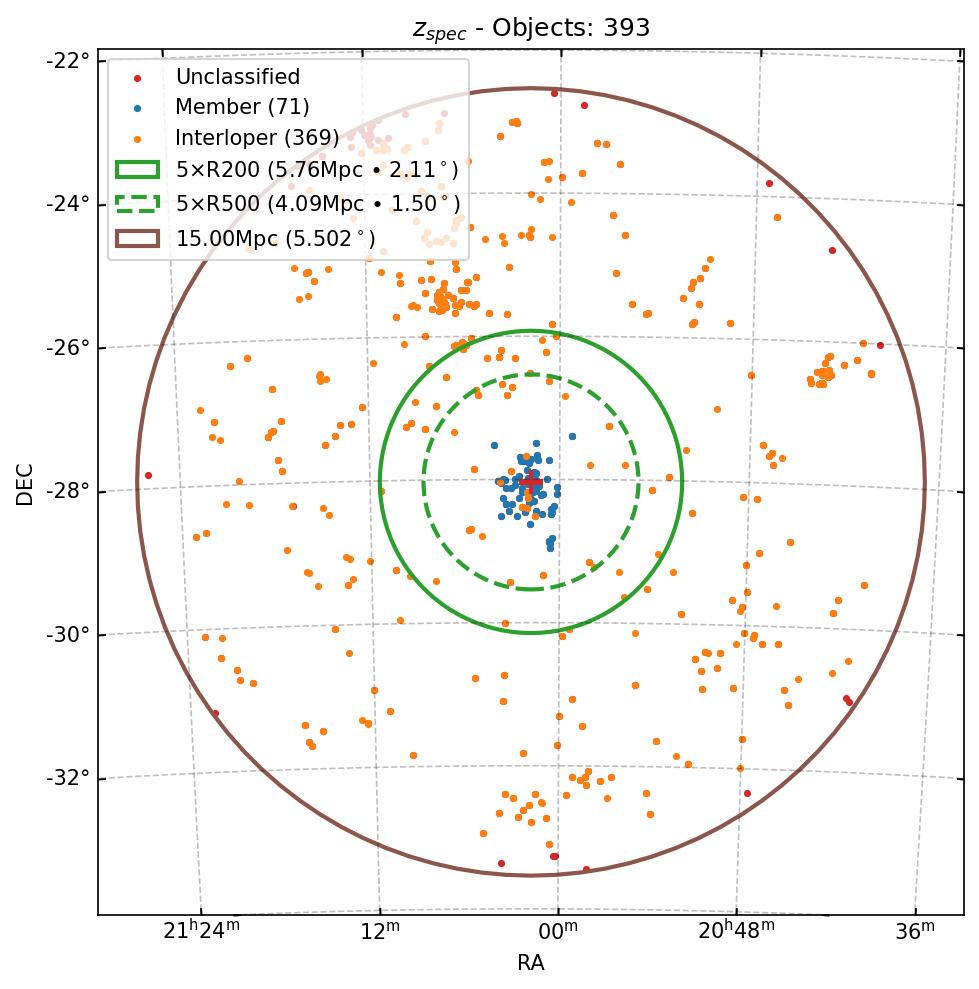 z_spec - Objects: 393
Unclassified
Member (71)
Interloper (369)
5×R200 (5.76Mpc • 2.11°)
5×R500 (4.09Mpc • 1.50°)
15.00Mpc (5.502°)
-22°
-24°
-26°
-28°
-30°
-32°
DEC
21h24m 12m 00m 20h48m 36m
RA